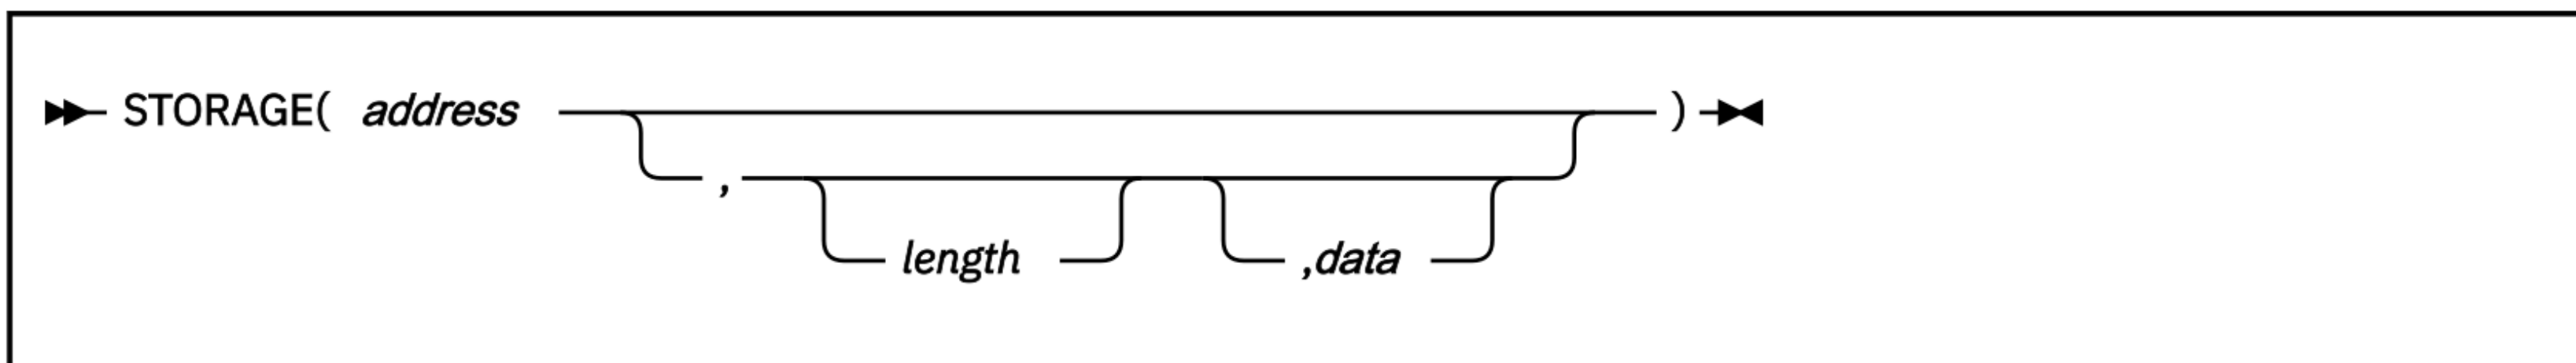 STORAGE( address )
,
length ,data